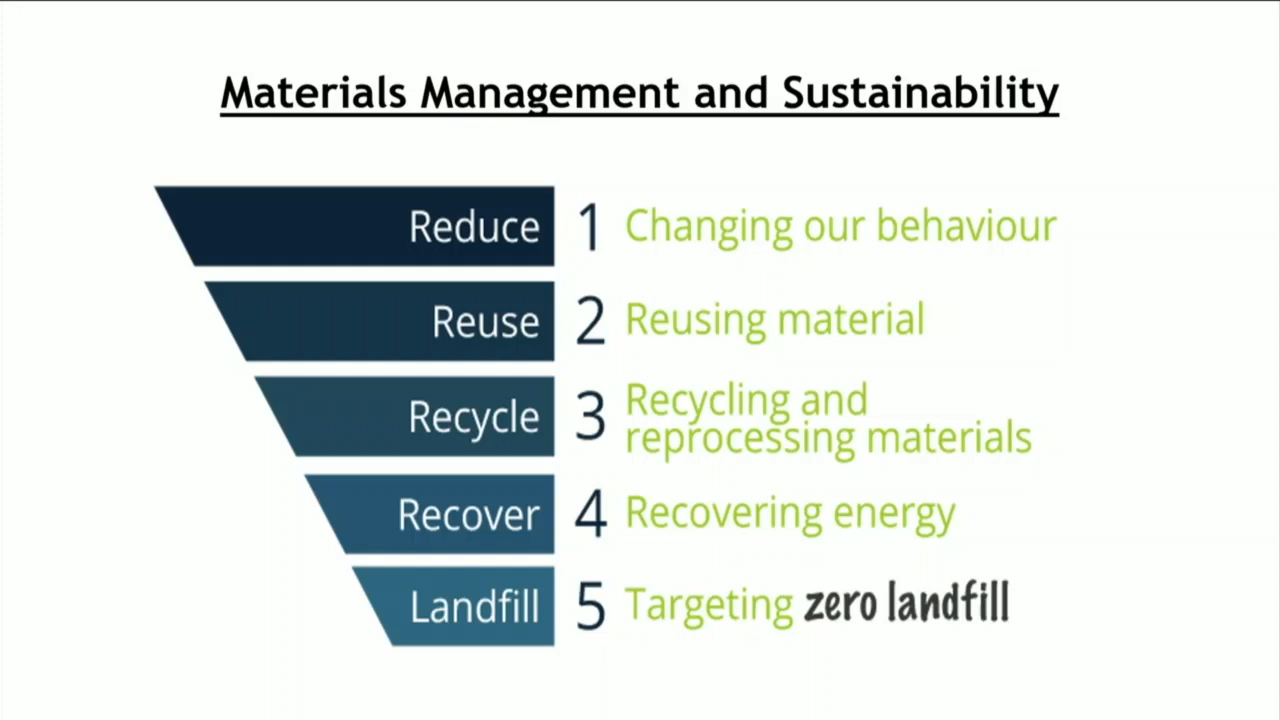 Materials Management and Sustainability
Reduce 1 Changing our behaviour
Reuse 2 Reusing material
Recycle 3 Recycling and
reprocessing materials
Recover 4 Recovering energy
Landfill 5 Targeting zero landfill